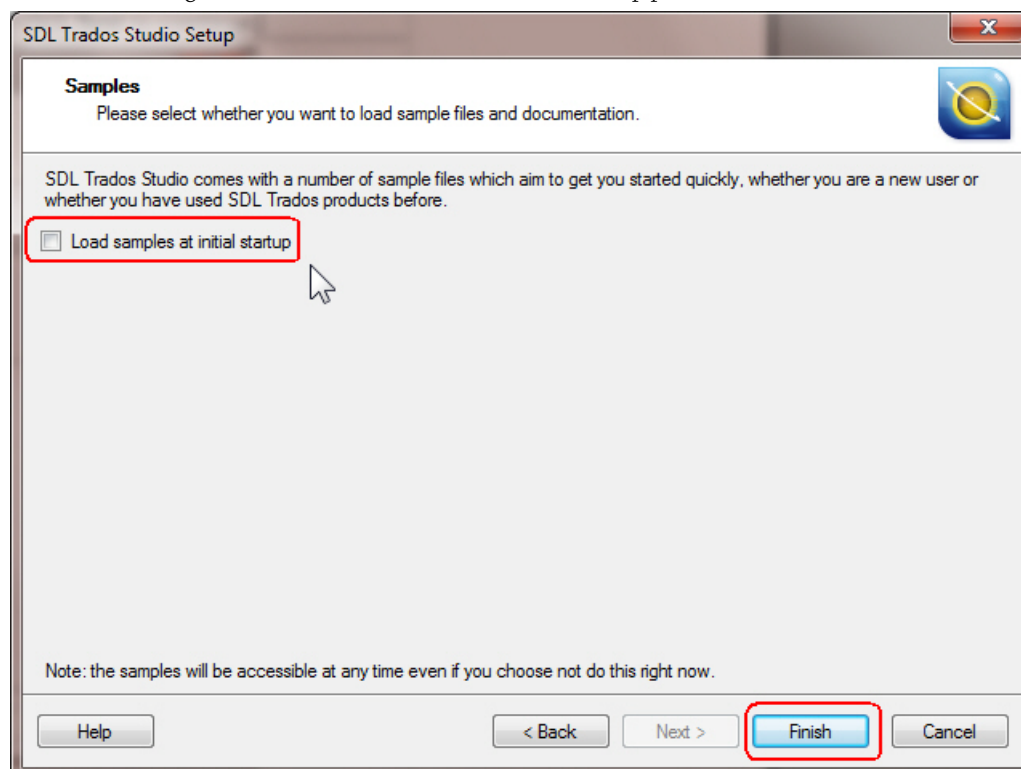 SDL Trados Studio Setup
Samples
Please select whether you want to load sample files and documentation.
SDL Trados Studio comes with a number of sample files which aim to get you started quickly, whether you are a new user or
whether you have used SDL Trados products before.
Load samples at initial startup
Note: the samples will be accessible at any time even if you choose not do this right now.
Help < Back Next > Finish Cancel